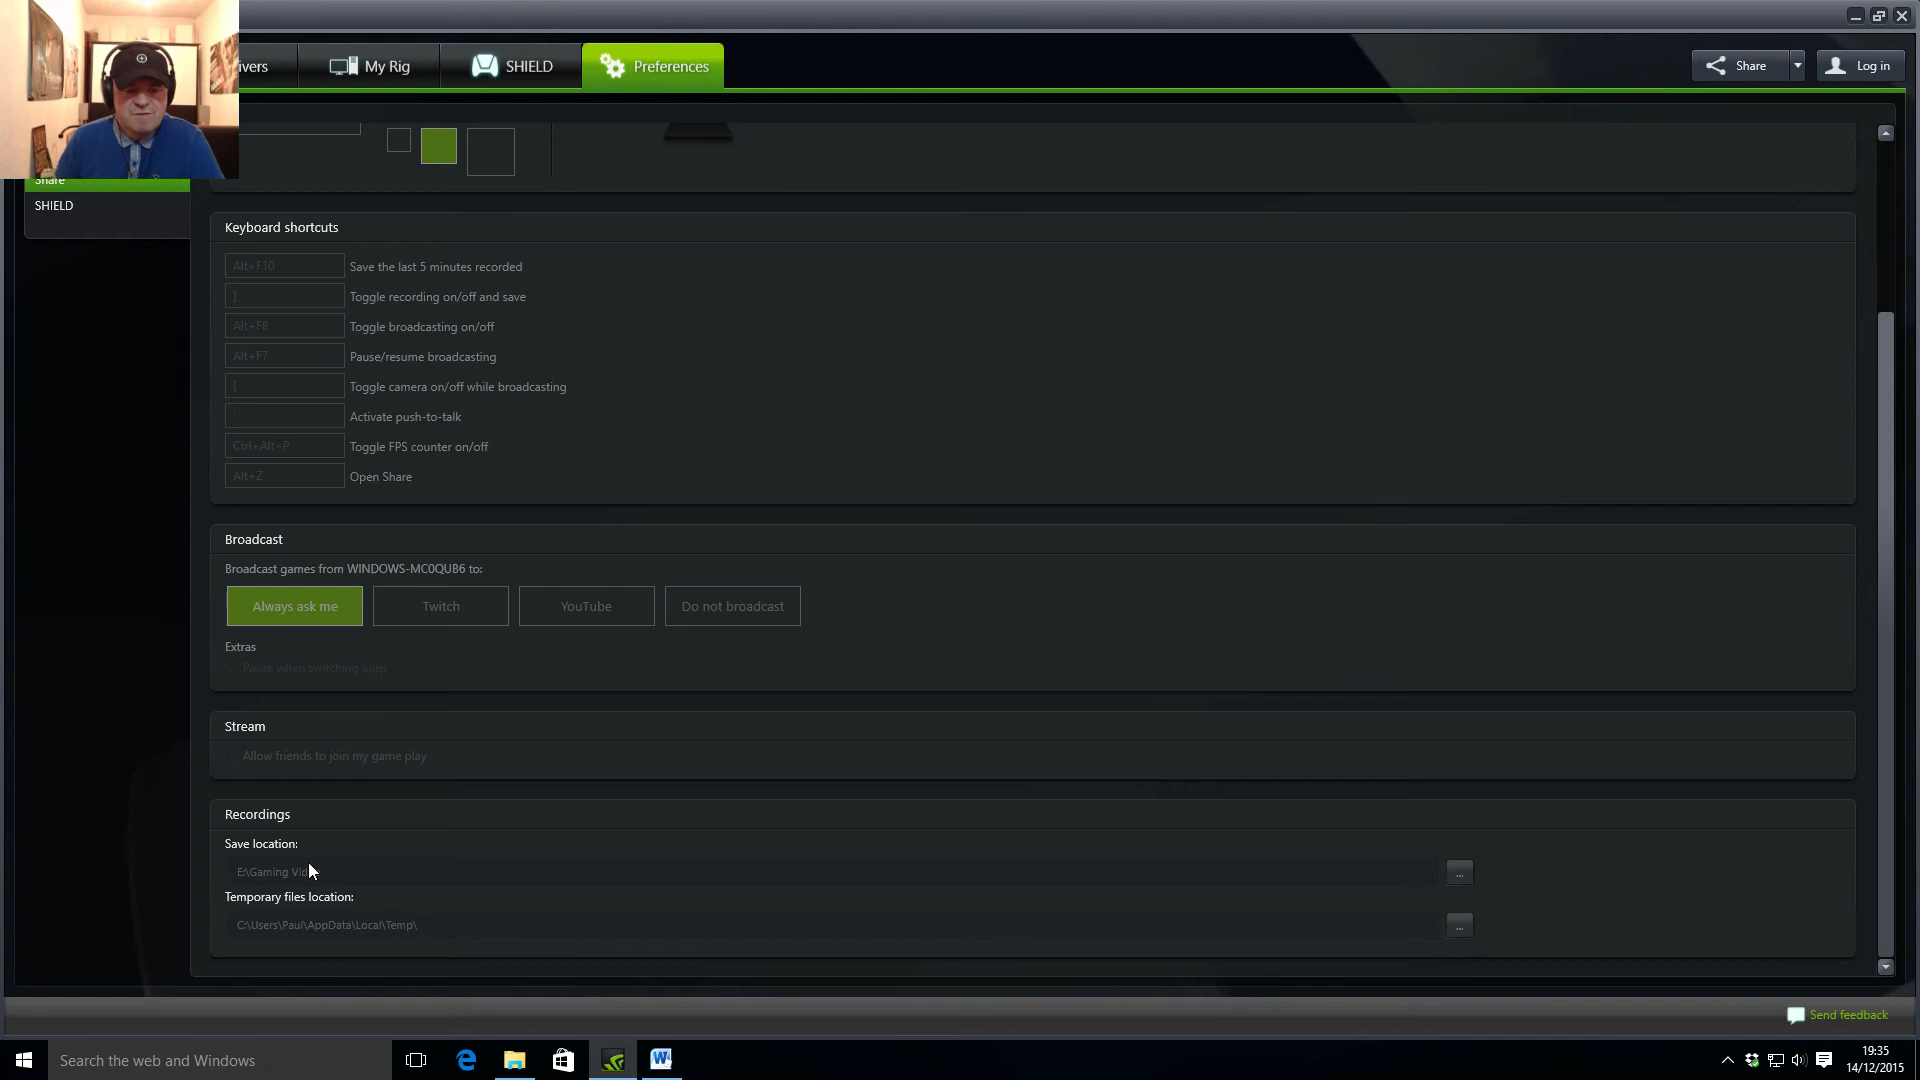 ivers
My Rig
SHIELD
Preferences
Share
Log in
Share
SHIELD
Keyboard shortcuts
Alt+F10 Save the last 5 minutes recorded
] Toggle recording on/off and save
Alt+F8 Toggle broadcasting on/off
Alt+F7 Pause/resume broadcasting
[ Toggle camera on/off while broadcasting
' Activate push-to-talk
Ctrl+Alt+P Toggle FPS counter on/off
Alt+Z Open Share
Broadcast
Broadcast games from WINDOWS-MC0QUB6 to:
Always ask me
Twitch
YouTube
Do not broadcast
Extras
Pause when switching apps
Stream
Allow friends to join my game play
Recordings
Save location:
E:\Gaming Vid
...
Temporary files location:
C:\Users\Paul\AppData\Local\Temp\
...
Send feedback
Search the web and Windows
19:35
14/12/2015